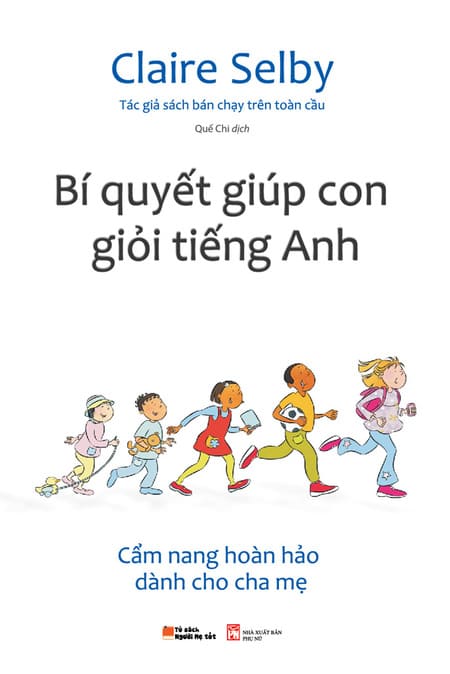 Claire Selby
Tác giả sách bán chạy trên toàn cầu
Quế Chi dịch
Bí quyết giúp con
giỏi tiếng Anh
Cẩm nang hoàn hảo
dành cho cha mẹ
Tủ sách
Người Mẹ tốt
PN
NHÀ XUẤT BẢN
PHỤ NỮ